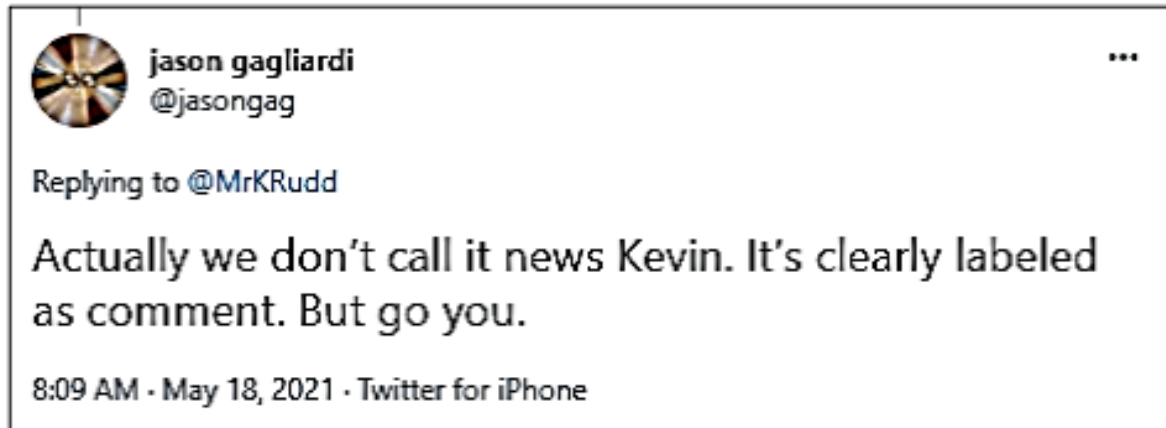 jason gagliardi
@jasongag
Replying to @MrKRudd
Actually we don't call it news Kevin. It's clearly labeled
as comment. But go you.
8:09 AM · May 18, 2021 · Twitter for iPhone